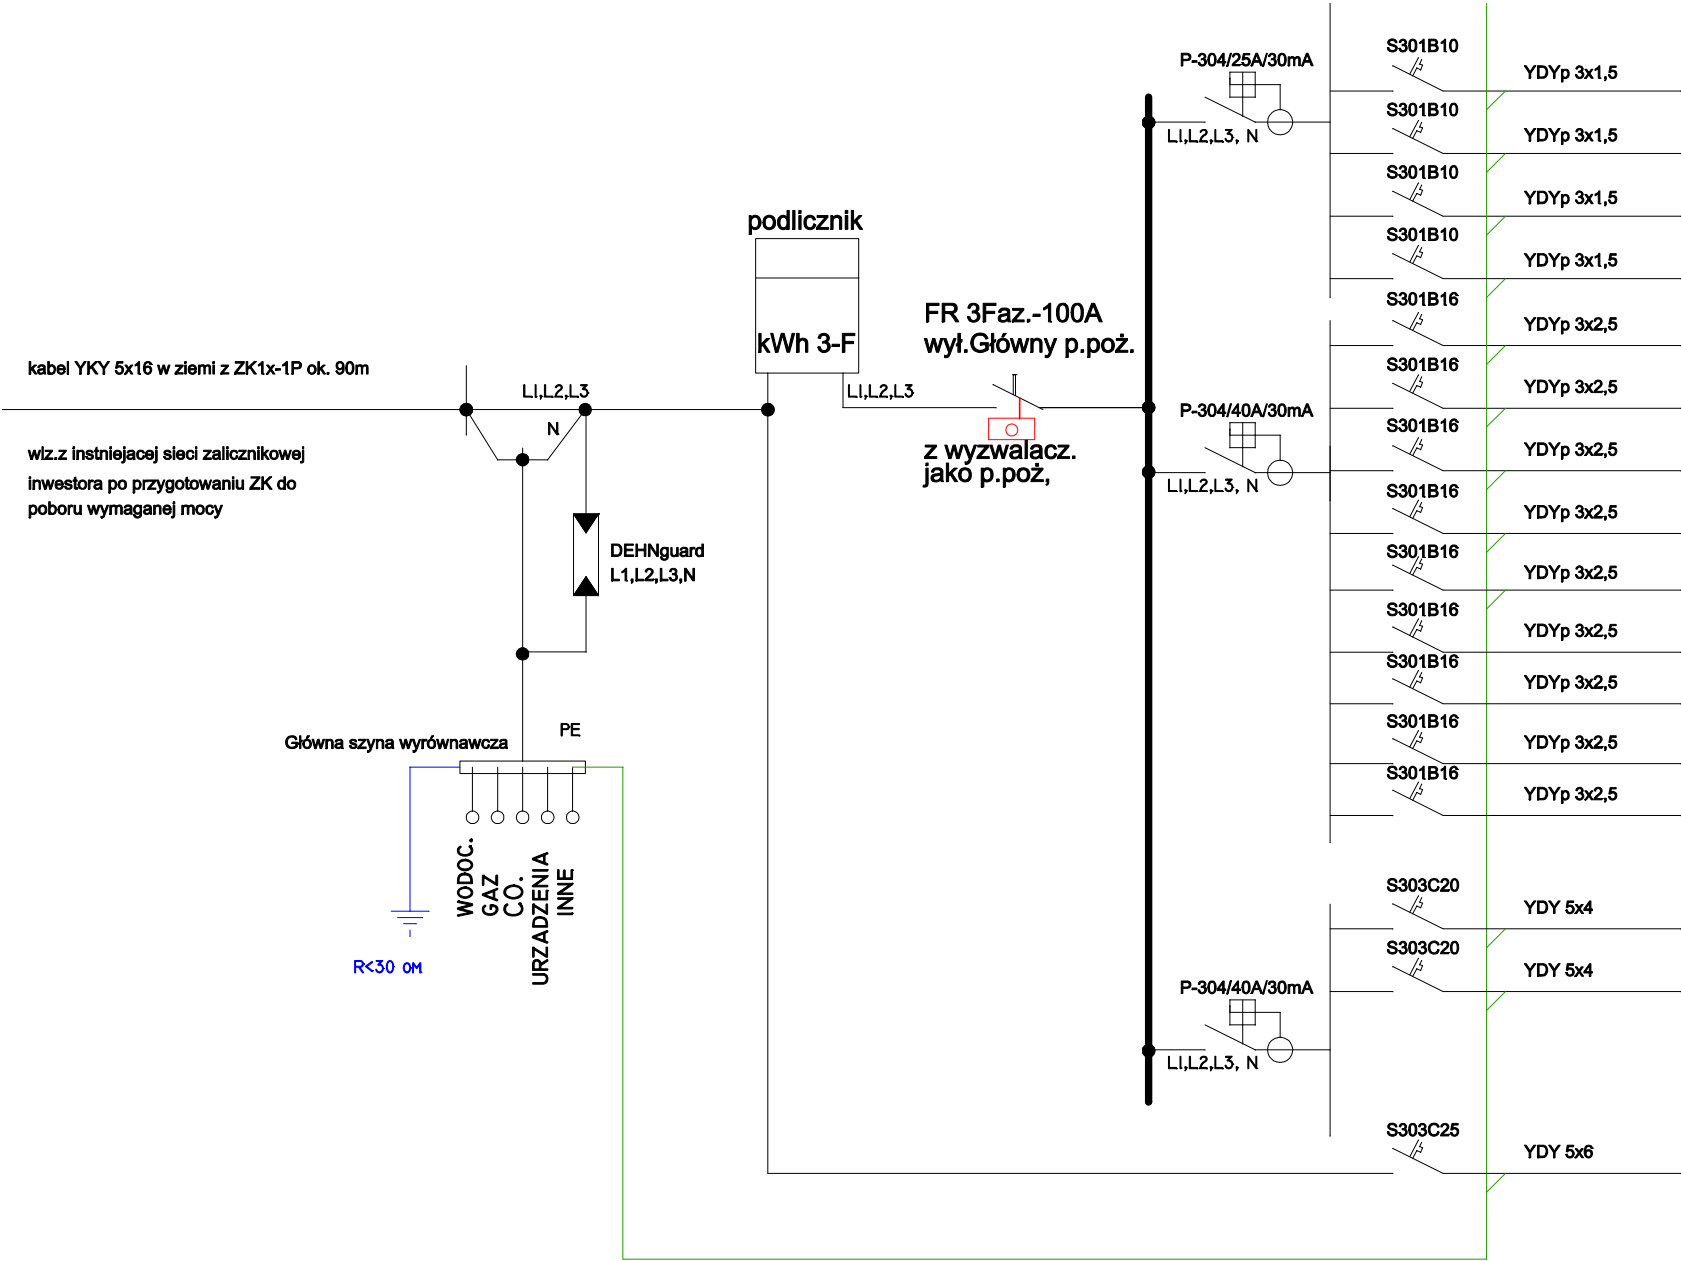 kabel YKY 5x16 w ziemi z ZK1x-1P ok. 90m
wlz.z instniejacej sieci zalicznikowej
inwestora po przygotowaniu ZK do
poboru wymaganej mocy
L1,L2,L3
N
DEHNguard
L1,L2,L3,N
Główna szyna wyrównawcza
PE
WODOC.
GAZ
CO.
URZADZENIA
INNE
R<30 OM
podlicznik
kWh 3-F
L1,L2,L3
FR 3Faz.-100A
wył.Główny p.poż.
z wyzwalacz.
jako p.poż,
P-304/25A/30mA
L1,L2,L3, N
P-304/40A/30mA
L1,L2,L3, N
P-304/40A/30mA
L1,L2,L3, N
S301B10
YDYp 3x1,5
S301B10
YDYp 3x1,5
S301B10
YDYp 3x1,5
S301B10
YDYp 3x1,5
S301B16
YDYp 3x2,5
S301B16
YDYp 3x2,5
S301B16
YDYp 3x2,5
S301B16
YDYp 3x2,5
S301B16
YDYp 3x2,5
S301B16
YDYp 3x2,5
S301B16
YDYp 3x2,5
S301B16
YDYp 3x2,5
S301B16
YDYp 3x2,5
S303C20
YDY 5x4
S303C20
YDY 5x4
S303C25
YDY 5x6